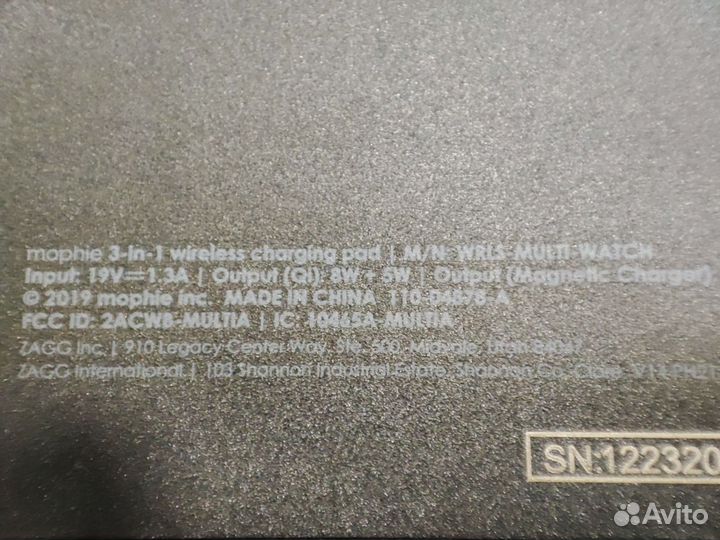 mophie 3-in-1 wireless charging pad | M/N: WRLS-MULTI-WATCH
Input: 19V⎓1.3A | Output (Qi): 8W + 5W | Output (Magnetic Charger)
© 2019 mophie inc. MADE IN CHINA 110-04878-A
FCC ID: 2ACWB-MULTIA | IC: 10465A-MULTIA
ZAGG Inc. | 910 Legacy Center Way, Ste. 500, Midvale, Utah 84047
ZAGG International. | 103 Shannon Industrial Estate, Shannon Co. Clare,
SN:122320
Avito